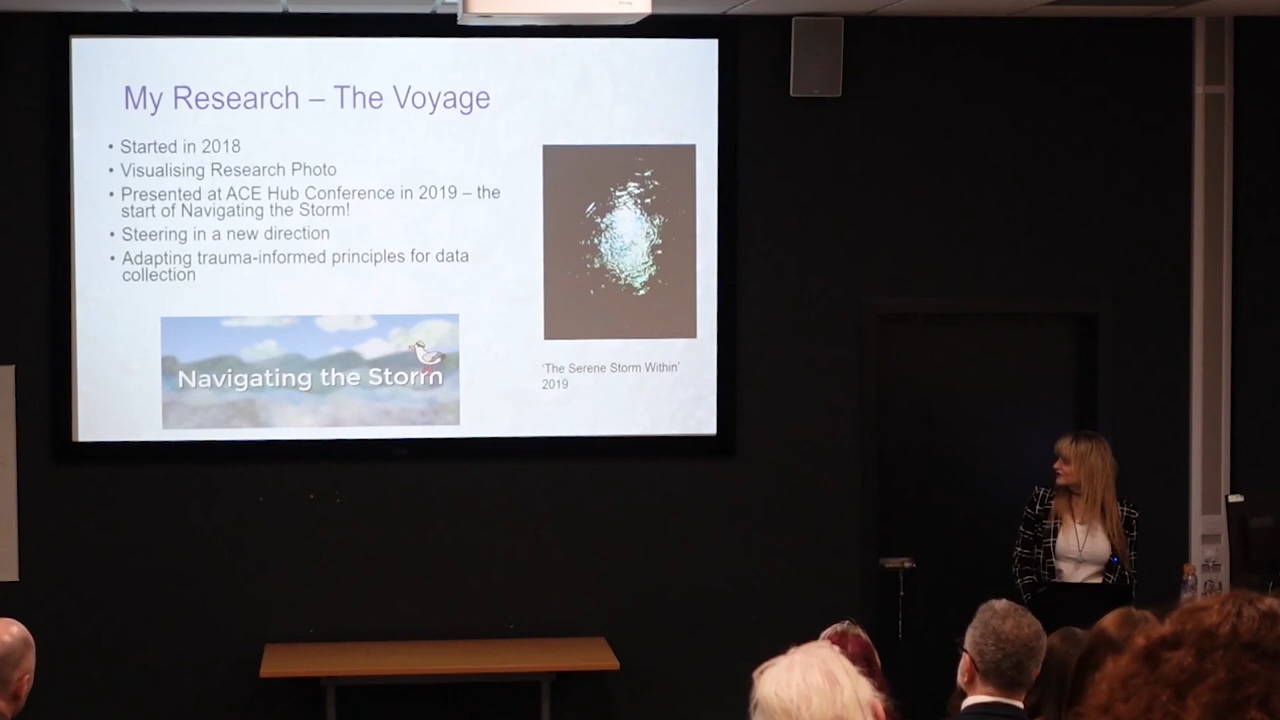 My Research – The Voyage
• Started in 2018
• Visualising Research Photo
• Presented at ACE Hub Conference in 2019 – the
start of Navigating the Storm!
• Steering in a new direction
• Adapting trauma-informed principles for data
collection
Navigating the Storm
‘The Serene Storm Within’
2019